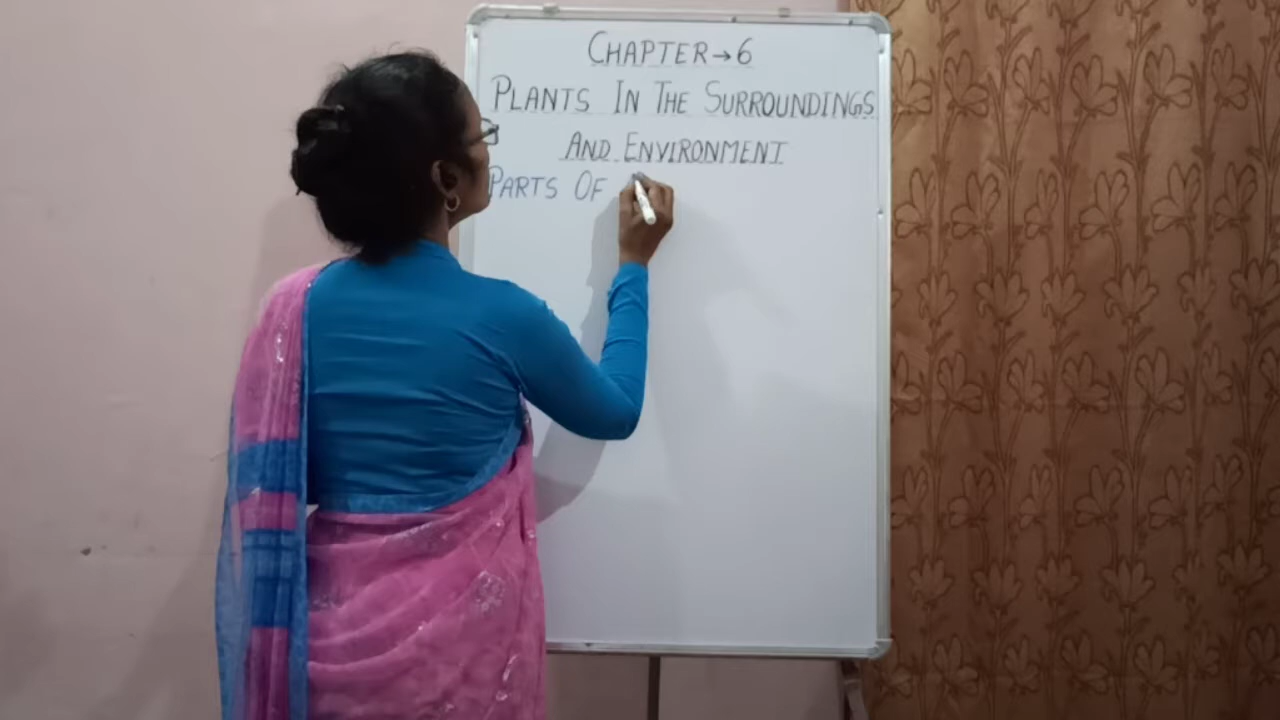 CHAPTER→6
PLANTS IN THE SURROUNDINGS
AND ENVIRONMENT
PARTS OF